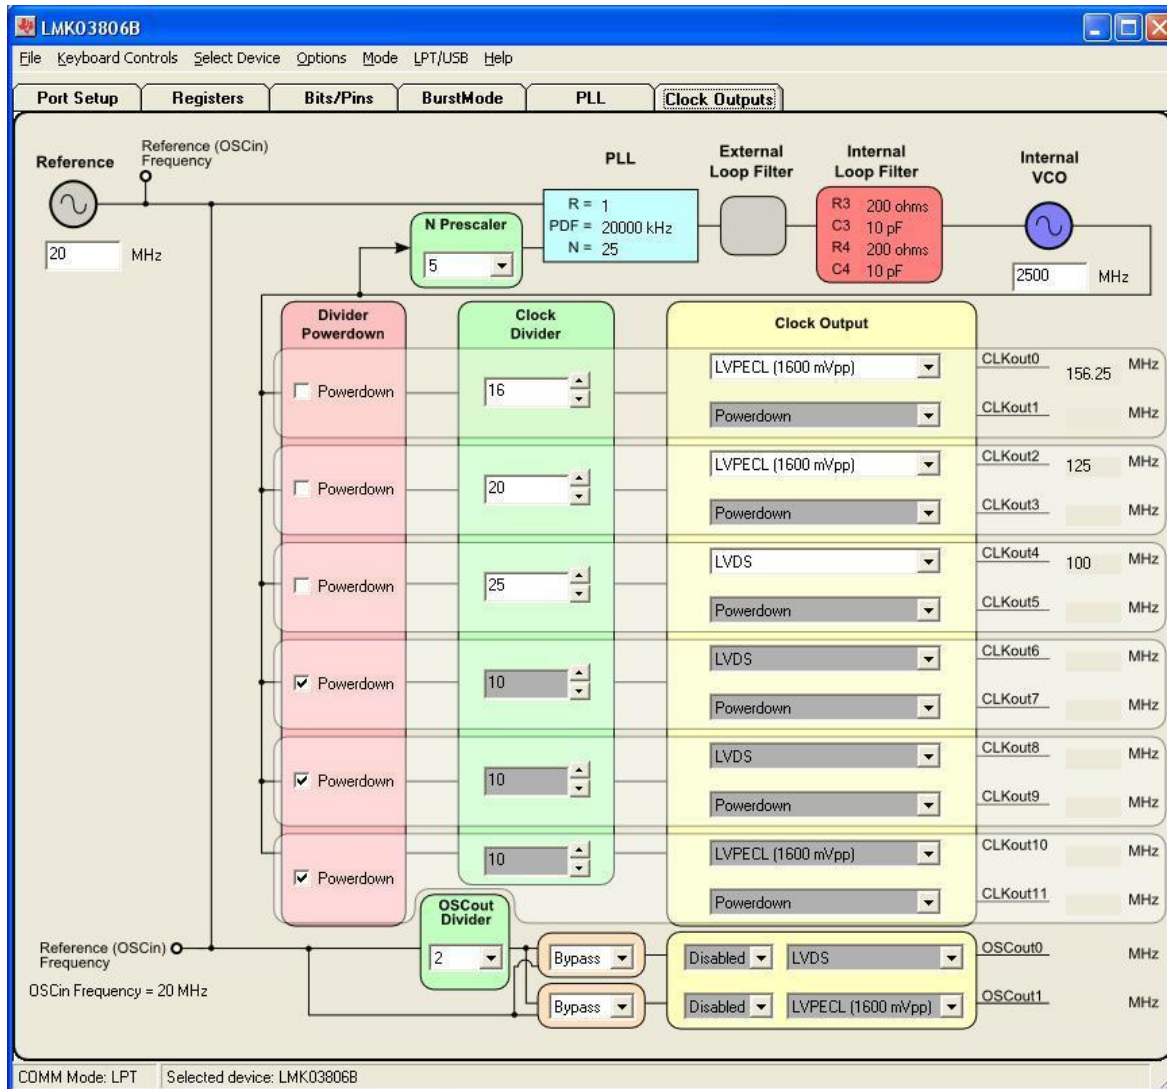 LMK03806B
File Keyboard Controls Select Device Options Mode LPT/USB Help
Port Setup Registers Bits/Pins BurstMode PLL Clock Outputs
Reference
Reference (OSCin)
Frequency
20 MHz
N Prescaler
5
PLL
R = 1
PDF = 20000 kHz
N = 25
External
Loop Filter
Internal
Loop Filter
R3 200 ohms
C3 10 pF
R4 200 ohms
C4 10 pF
Internal
VCO
2500 MHz
Divider
Powerdown
Clock
Divider
Clock Output
Powerdown 16 LVPECL (1600 mVpp) CLKout0 156.25 MHz
Powerdown CLKout1 MHz
Powerdown 20 LVPECL (1600 mVpp) CLKout2 125 MHz
Powerdown CLKout3 MHz
Powerdown 25 LVDS CLKout4 100 MHz
Powerdown CLKout5 MHz
Powerdown 10 LVDS CLKout6 MHz
Powerdown CLKout7 MHz
Powerdown 10 LVDS CLKout8 MHz
Powerdown CLKout9 MHz
Powerdown 10 LVPECL (1600 mVpp) CLKout10 MHz
Powerdown CLKout11 MHz
OSCout
Divider
2
Reference (OSCin)
Frequency
OSCin Frequency = 20 MHz
Bypass Disabled LVDS OSCout0 MHz
Bypass Disabled LVPECL (1600 mVpp) OSCout1 MHz
COMM Mode: LPT Selected device: LMK03806B